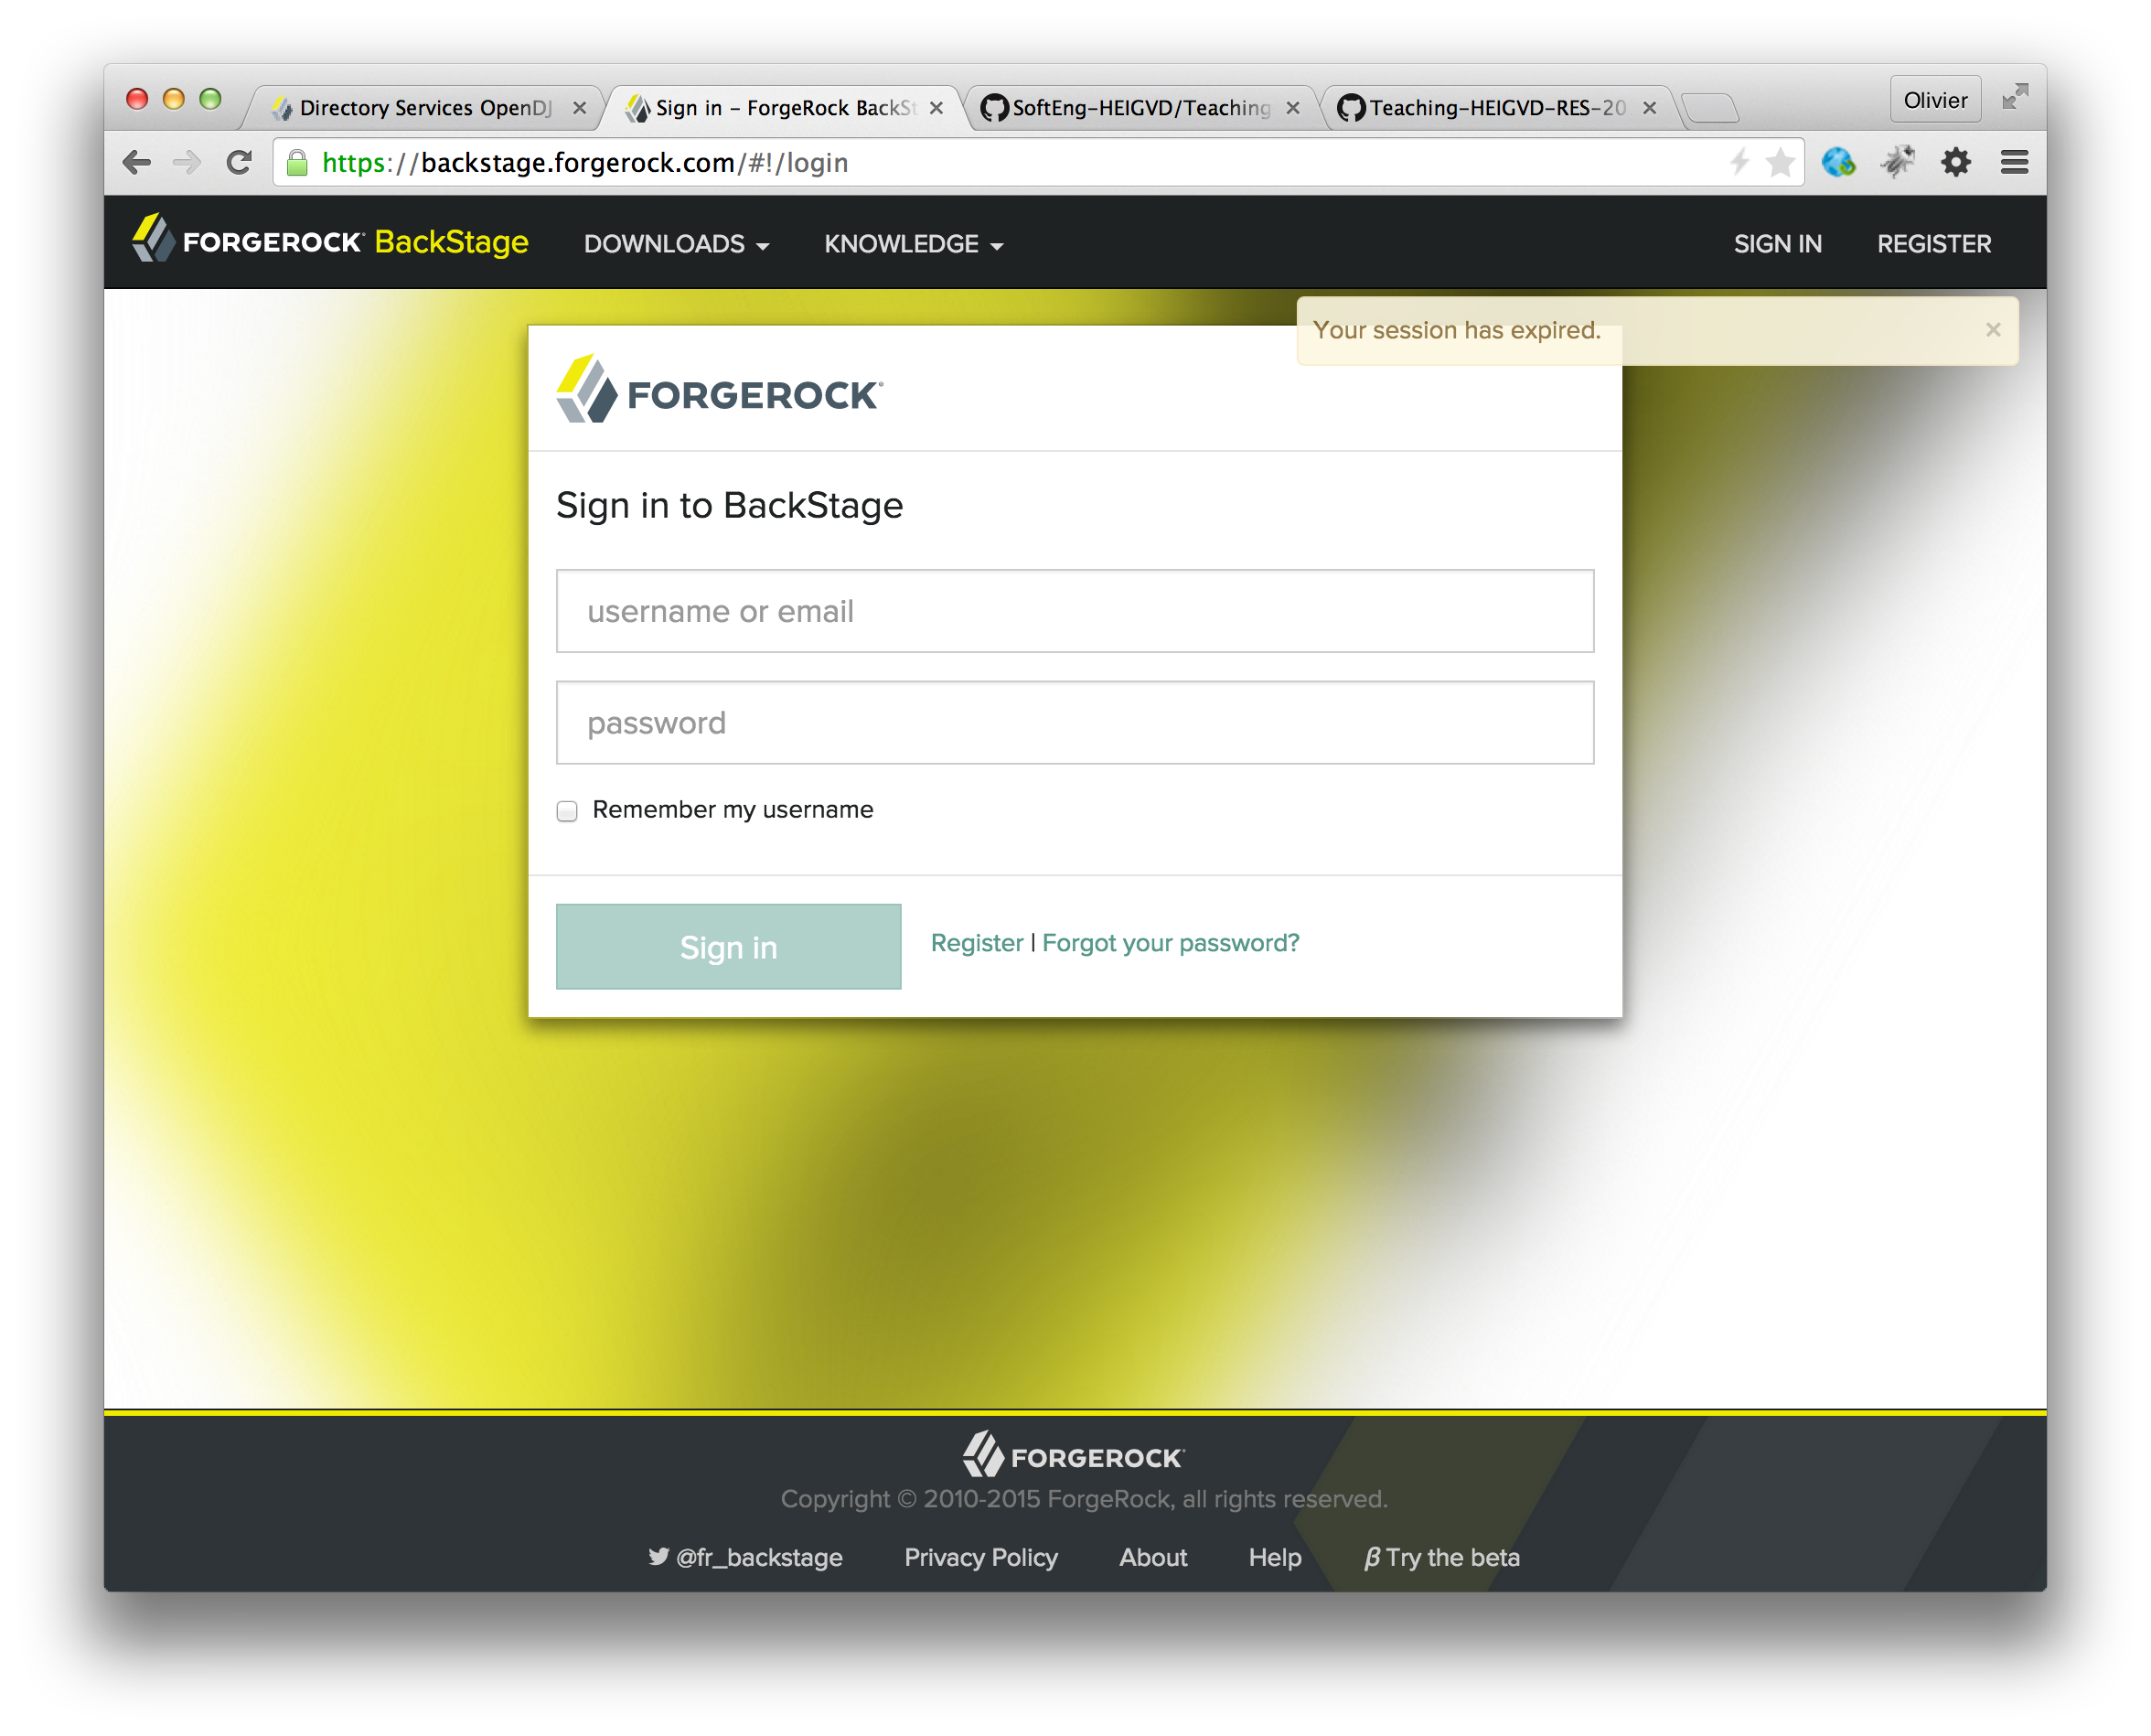 Directory Services OpenDJ
Sign in – ForgeRock BackSt
SoftEng-HEIGVD/Teaching
Teaching-HEIGVD-RES-20
Olivier
https://backstage.forgerock.com/#!/login
FORGEROCK BackStage
DOWNLOADS
KNOWLEDGE
SIGN IN
REGISTER
Your session has expired.
FORGEROCK
Sign in to BackStage
username or email
password
Remember my username
Sign in
Register | Forgot your password?
FORGEROCK
Copyright © 2010-2015 ForgeRock, all rights reserved.
@fr_backstage
Privacy Policy
About
Help
β Try the beta